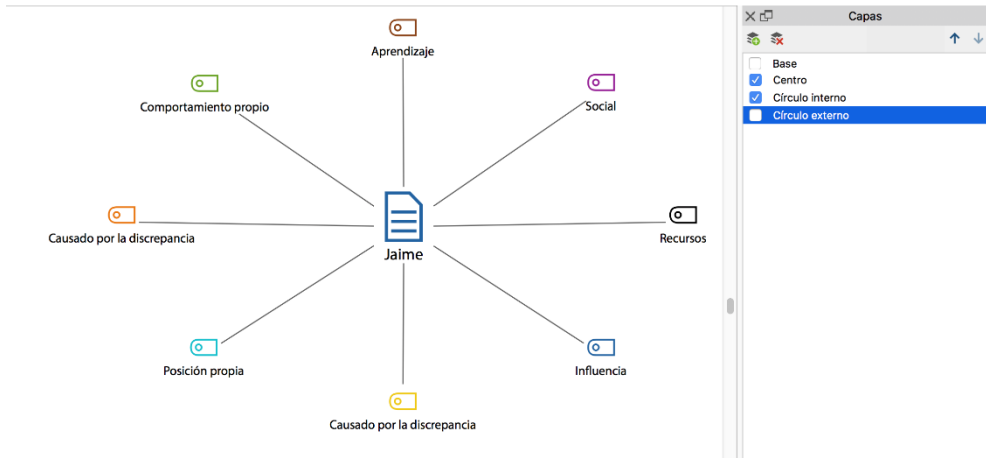 Aprendizaje
Comportamiento propio
Social
Causado por la discrepancia
Jaime
Recursos
Posición propia
Influencia
Causado por la discrepancia
Capas
Base
Centro
Círculo interno
Círculo externo